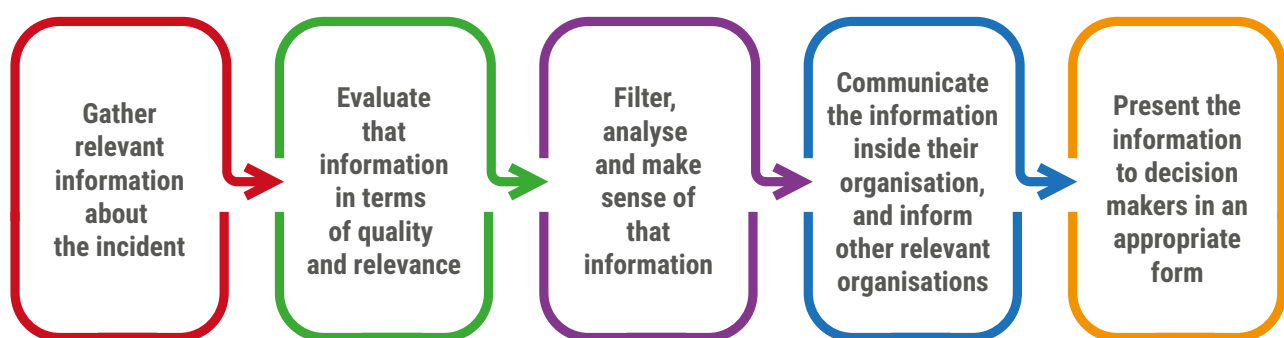 Gather
relevant
information
about
the incident
Evaluate
that
information
in terms
of quality
and relevance
Filter,
analyse
and make
sense of
that
information
Communicate
the information
inside their
organisation,
and inform
other relevant
organisations
Present the
information
to decision
makers in an
appropriate
form